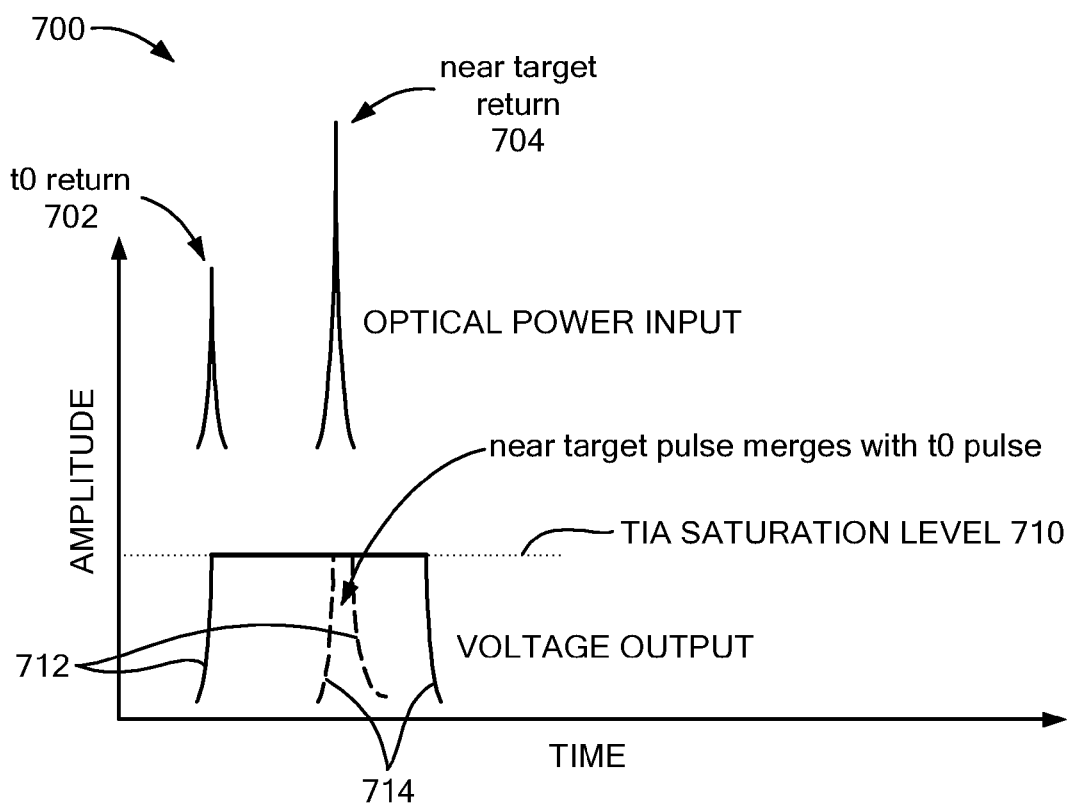 700
near target
return
704
t0 return
702
OPTICAL POWER INPUT
AMPLITUDE
near target pulse merges with t0 pulse
TIA SATURATION LEVEL 710
VOLTAGE OUTPUT
712
TIME
714